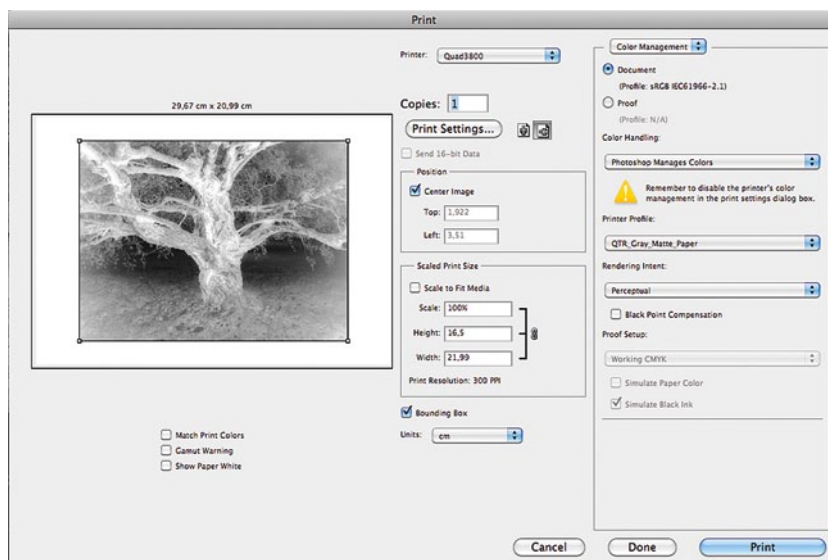 Print
Printer: Quad3800
29,67 cm x 20,99 cm
Copies: 1
Print Settings...
Send 16-bit Data
Position
Center Image
Top: 1,922
Left: 3,51
Scaled Print Size
Scale to Fit Media
Scale: 100%
Height: 16,5
Width: 21,99
Print Resolution: 300 PPI
Bounding Box
Units: cm
Match Print Colors
Gamut Warning
Show Paper White
Color Management
Document
(Profile: sRGB IEC61966-2.1)
Proof
(Profile: N/A)
Color Handling:
Photoshop Manages Colors
Remember to disable the printer's color
management in the print settings dialog box.
Printer Profile:
QTR_Gray_Matte_Paper
Rendering Intent:
Perceptual
Black Point Compensation
Proof Setup:
Working CMYK
Simulate Paper Color
Simulate Black Ink
Cancel
Done
Print